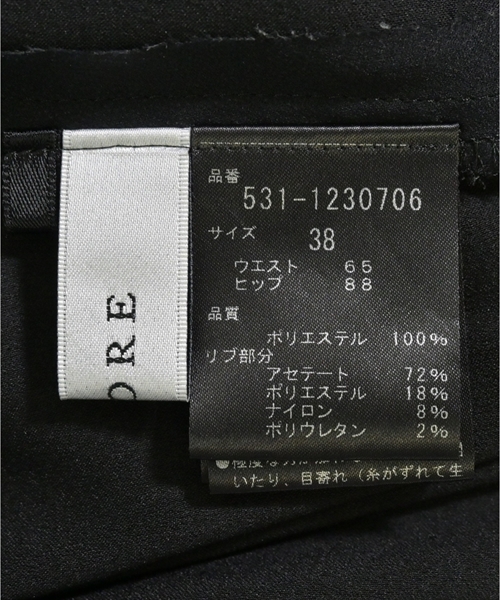 品番
531-1230706
サイズ 38
ウエスト 65
ヒップ 88
品質
ポリエステル 100%
リブ部分
アセテート 72%
ポリエステル 18%
ナイロン 8%
ポリウレタン 2%
いたり、目寄れ（糸がずれて生
ORE